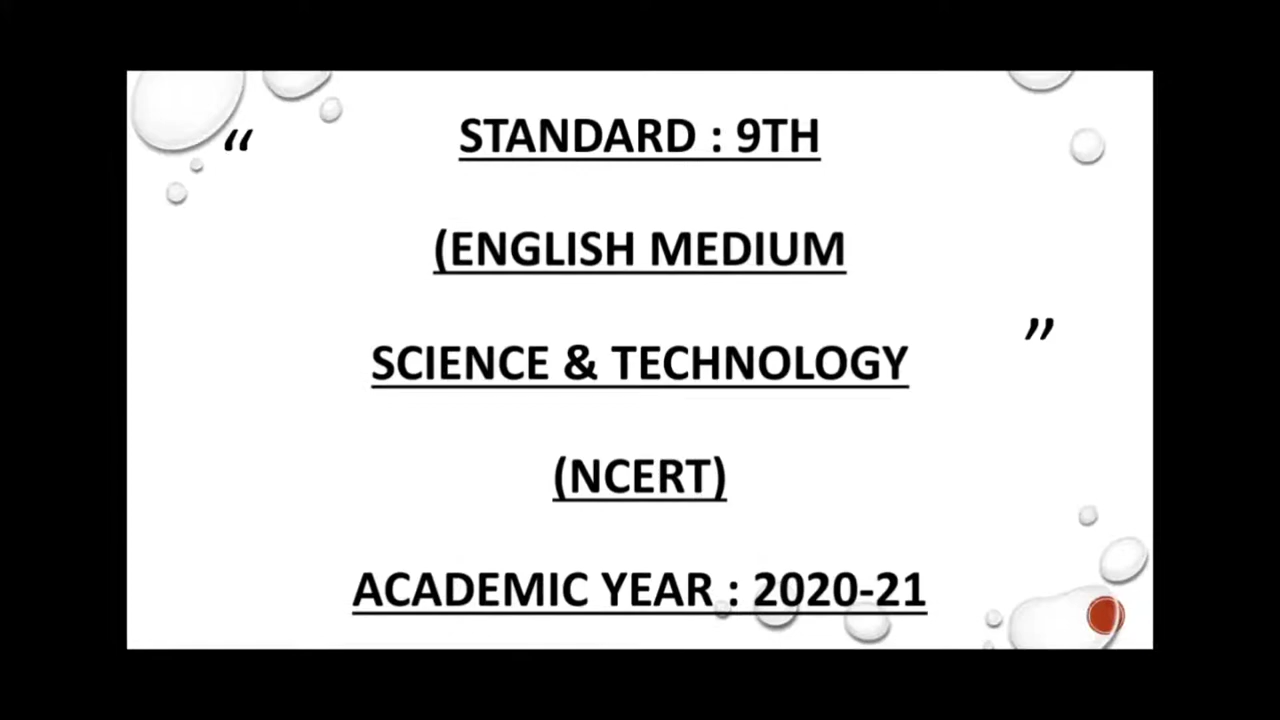 “
STANDARD : 9TH
(ENGLISH MEDIUM
SCIENCE & TECHNOLOGY
”
(NCERT)
ACADEMIC YEAR : 2020-21